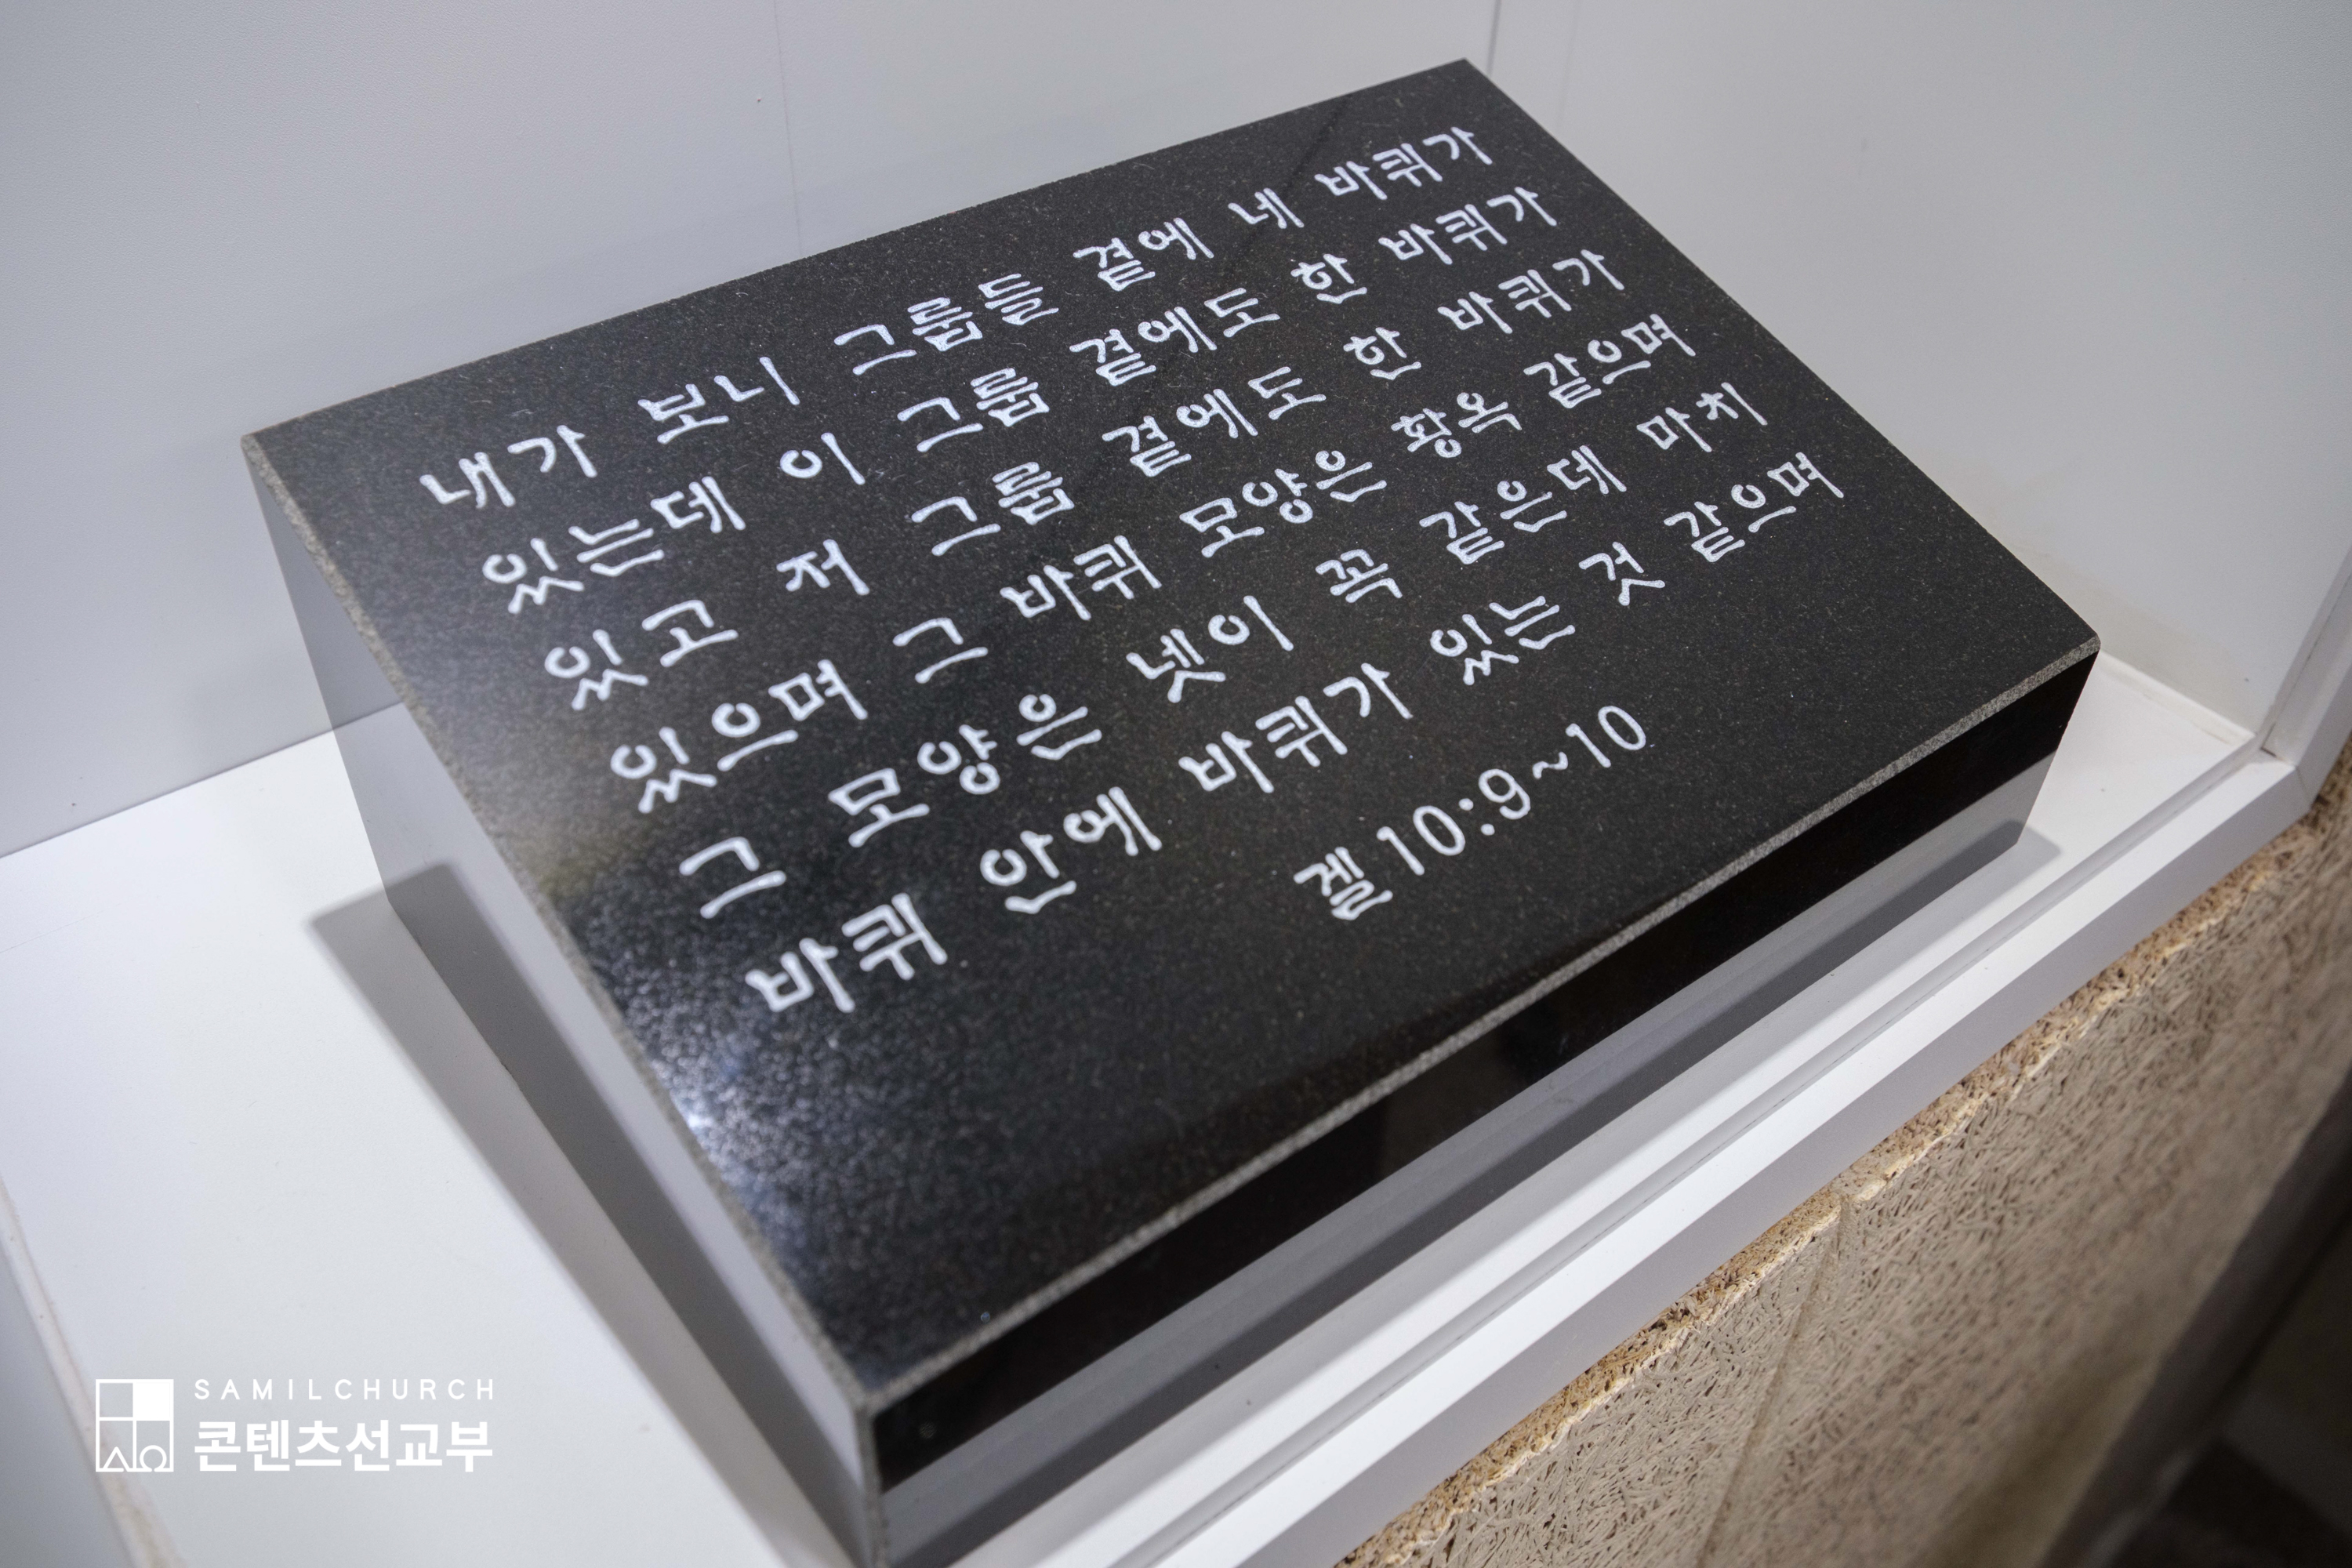 내가 보니 그룹들 곁에 네 바퀴가
있는데 이 그룹 곁에도 한 바퀴가
있고 저 그룹 곁에도 한 바퀴가
있으며 그 바퀴 모양은 황옥 같으며
그 모양은 넷이 꼭 같은데 마치
바퀴 안에 바퀴가 있는 것 같으며
겔 10:9~10
SAMILCHURCH
콘텐츠선교부